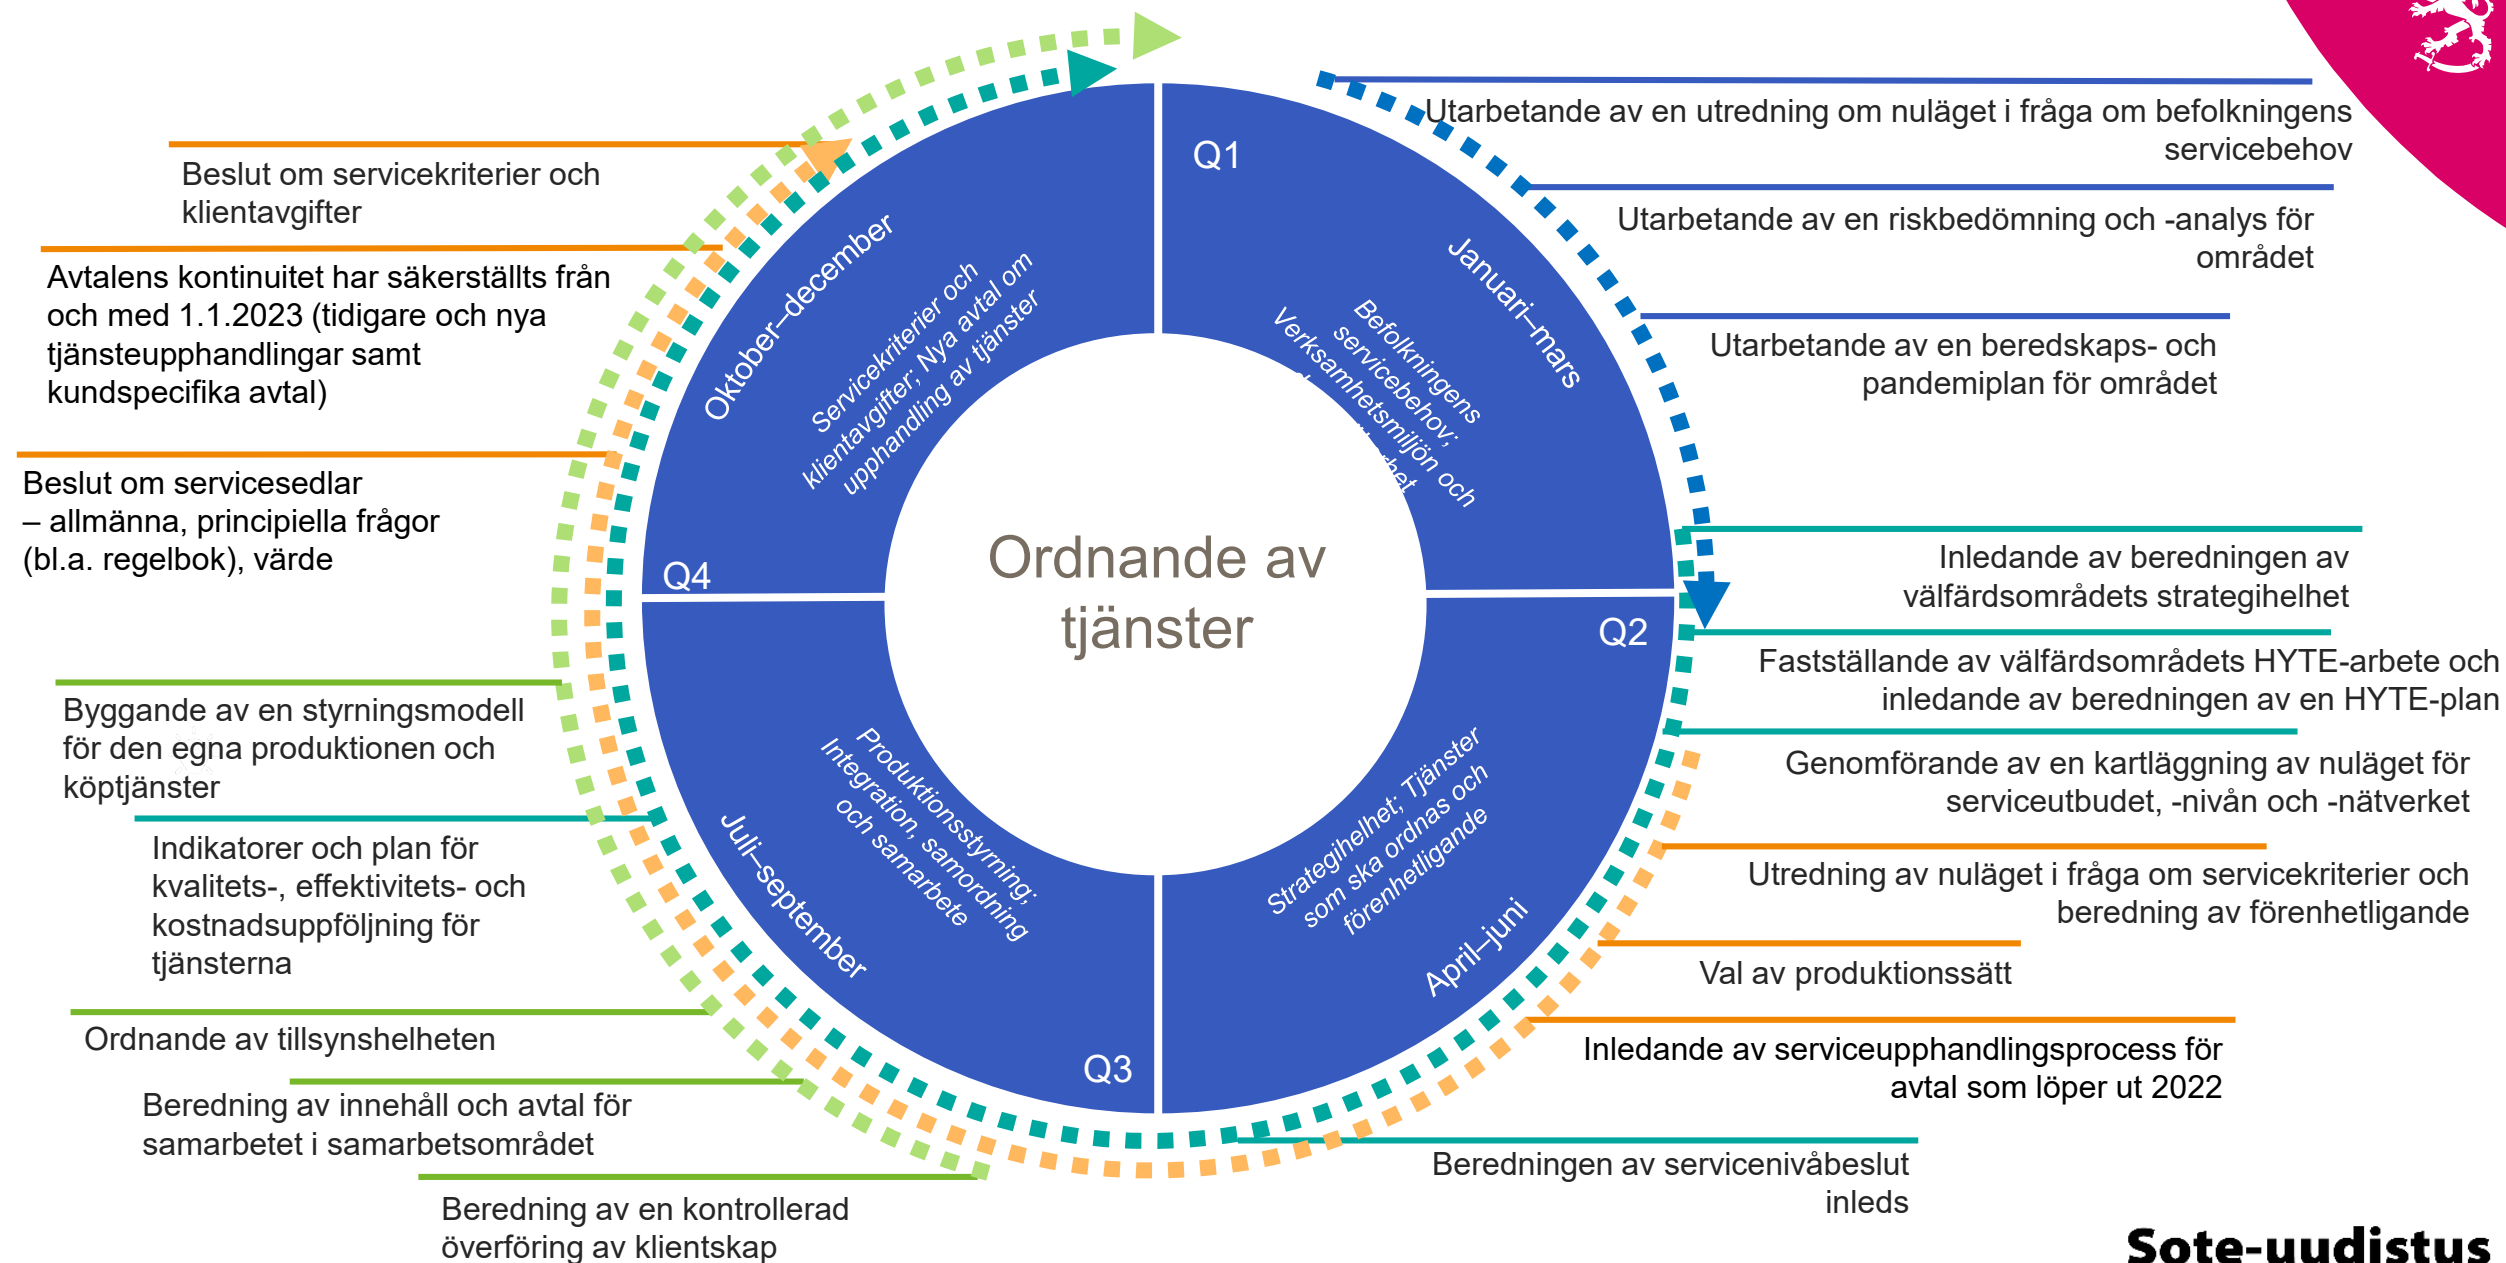 Utarbetande av en utredning om nuläget i fråga om befolkningens
servicebehov
Utarbetande av en riskbedömning och -analys för
området
Utarbetande av en beredskaps- och
pandemiplan för området
Inledande av beredningen av
välfärdsområdets strategihelhet
Fastställande av välfärdsområdets HYTE-arbete och
inledande av beredningen av en HYTE-plan
Genomförande av en kartläggning av nuläget för
serviceutbudet, -nivån och -nätverket
Utredning av nuläget i fråga om servicekriterier och
beredning av förenhetligande
Val av produktionssätt
Inledande av serviceupphandlingsprocess för
avtal som löper ut 2022
Beredningen av servicenivåbeslut
inleds
Beredning av en kontrollerad
överföring av klientskap
Beredning av innehåll och avtal för
samarbetet i samarbetsområdet
Ordnande av tillsynshelheten
Indikatorer och plan för
kvalitets-, effektivitets- och
kostnadsuppföljning för
tjänsterna
Byggande av en styrningsmodell
för den egna produktionen och
köptjänster
Beslut om servicesedlar
– allmänna, principiella frågor
(bl.a. regelbok), värde
Avtalens kontinuitet har säkerställts från
och med 1.1.2023 (tidigare och nya
tjänsteupphandlingar samt
kundspecifika avtal)
Beslut om servicekriterier och
klientavgifter
Q1
Januari–mars
Befolkningens
servicebehov;
Verksamhetsmiljön och
Q2
April–juni
Strategihelhet; Tjänster
som ska ordnas och
förenhetligande
Q3
Juli–september
Produktionsstyrning;
Integration, samordning
och samarbete
Q4
Oktober–december
Servicekriterier och
klientavgifter; Nya avtal om
upphandling av tjänster
Ordnande av
tjänster
Sote-uudistus